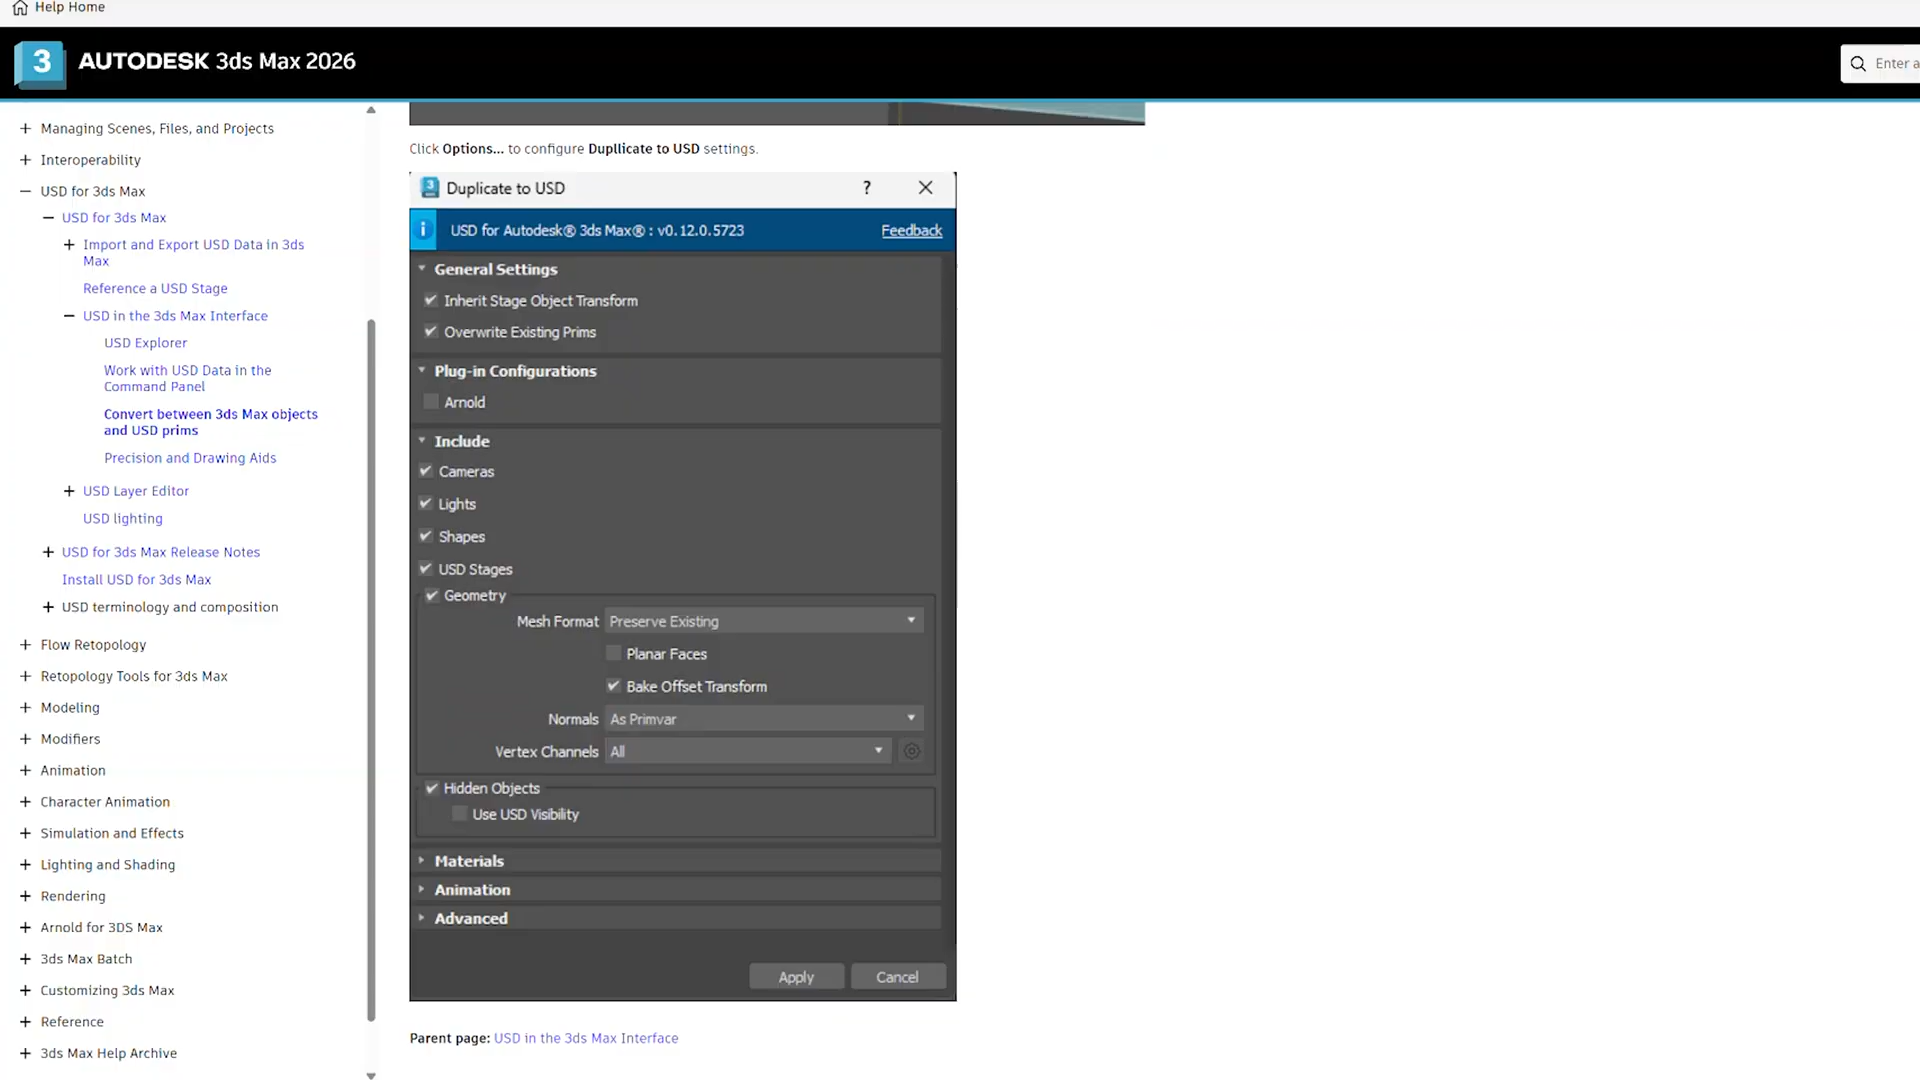 Help Home
3 AUTODESK 3ds Max 2026
Enter a
Managing Scenes, Files, and Projects
Interoperability
USD for 3ds Max
USD for 3ds Max
Import and Export USD Data in 3ds
Max
Reference a USD Stage
USD in the 3ds Max Interface
USD Explorer
Work with USD Data in the
Command Panel
Convert between 3ds Max objects
and USD prims
Precision and Drawing Aids
USD Layer Editor
USD lighting
USD for 3ds Max Release Notes
Install USD for 3ds Max
USD terminology and composition
Flow Retopology
Retopology Tools for 3ds Max
Modeling
Modifiers
Animation
Character Animation
Simulation and Effects
Lighting and Shading
Rendering
Arnold for 3DS Max
3ds Max Batch
Customizing 3ds Max
Reference
3ds Max Help Archive
Click Options... to configure Dupllicate to USD settings.
3 Duplicate to USD ?
i USD for Autodesk® 3ds Max® : v0.12.0.5723 Feedback
General Settings
Inherit Stage Object Transform
Overwrite Existing Prims
Plug-in Configurations
Arnold
Include
Cameras
Lights
Shapes
USD Stages
Geometry
Mesh Format Preserve Existing
Planar Faces
Bake Offset Transform
Normals As Primvar
Vertex Channels All
Hidden Objects
Use USD Visibility
Materials
Animation
Advanced
Apply Cancel
Parent page: USD in the 3ds Max Interface